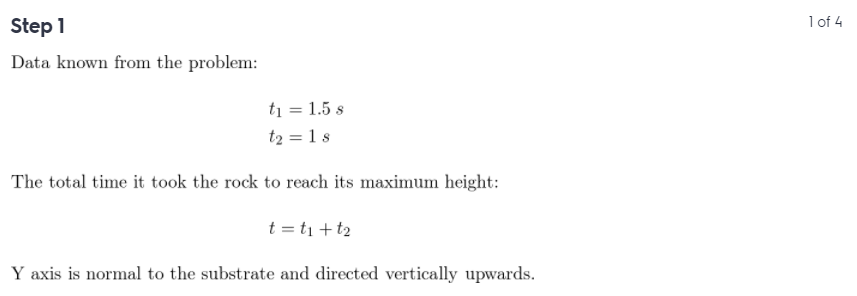 Step 1
1 of 4
Data known from the problem:
t₁ = 1.5 s
t₂ = 1 s
The total time it took the rock to reach its maximum height:
t = t₁ + t₂
Y axis is normal to the substrate and directed vertically upwards.